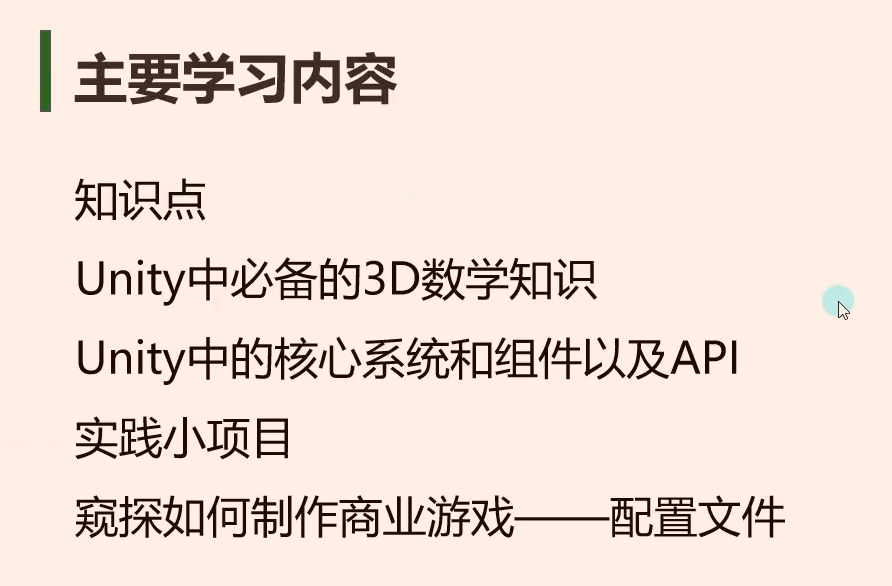 主要学习内容
知识点
Unity中必备的3D数学知识
Unity中的核心系统和组件以及API
实践小项目
窥探如何制作商业游戏——配置文件